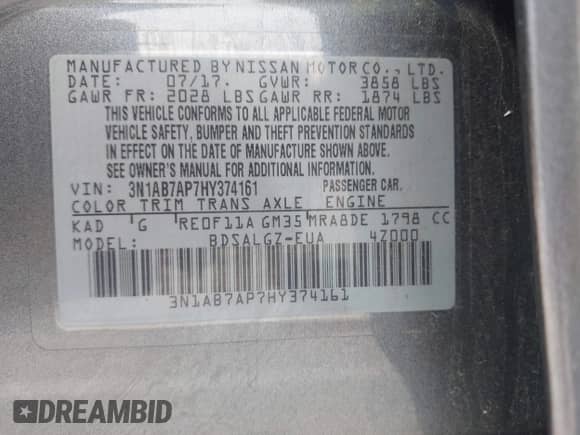 MANUFACTURED BY NISSAN MOTOR CO., LTD.
DATE: 07/17. GVWR: 3858 LBS
GAWR FR: 2028 LBS GAWR RR: 1874 LBS
THIS VEHICLE CONFORMS TO ALL APPLICABLE FEDERAL MOTOR
VEHICLE SAFETY, BUMPER AND THEFT PREVENTION STANDARDS
IN EFFECT ON THE DATE OF MANUFACTURE SHOWN ABOVE.
SEE OWNER'S MANUAL FOR ADDITIONAL INFORMATION.
VIN: 3N1AB7AP7HY374161 PASSENGER CAR.
COLOR TRIM TRANS AXLE ENGINE
KAD G RE0F11A GM35 MRA8DE 1798 CC
MODEL: BDSALGZ-EUA 4Z000
3N1AB7AP7HY374161
DREAMBID